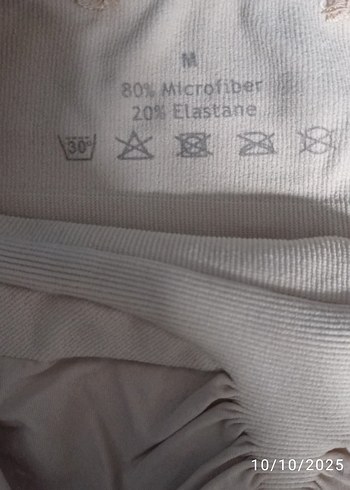 M
80% Microfiber
20% Elastane
30°
10/10/2025